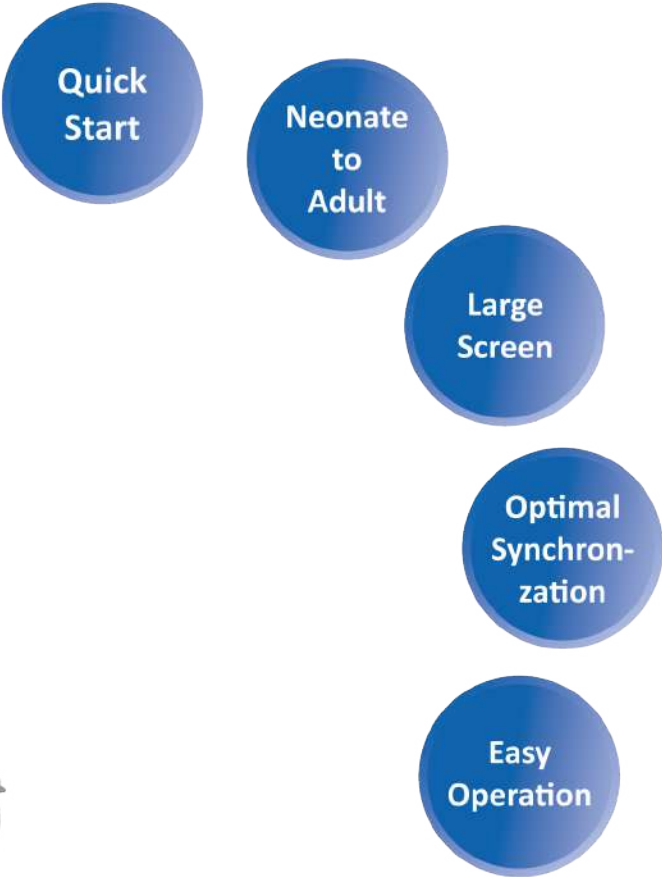 Quick
Start
Neonate
to
Adult
Large
Screen
Optimal
Synchron-
zation
Easy
Operation